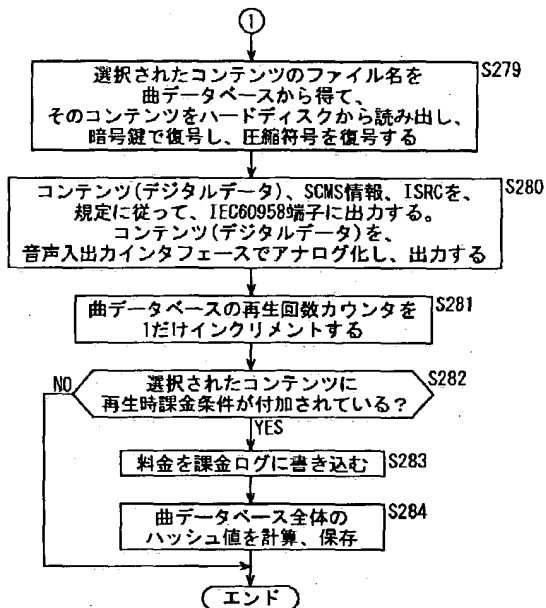 1
選択されたコンテンツのファイル名を
曲データベースから得て、
そのコンテンツをハードディスクから読み出し、
暗号鍵で復号し、圧縮符号を復号する
S279
コンテンツ(デジタルデータ)、SCMS情報、ISRCを、
規定に従って、IEC60958端子に出力する。
コンテンツ(デジタルデータ)を、
音声入出力インタフェースでアナログ化し、出力する
S280
曲データベースの再生回数カウンタを
1だけインクリメントする
S281
選択されたコンテンツに
再生時課金条件が付加されている?
S282
NO
YES
料金を課金ログに書き込む
S283
曲データベース全体の
ハッシュ値を計算、保存
S284
エンド